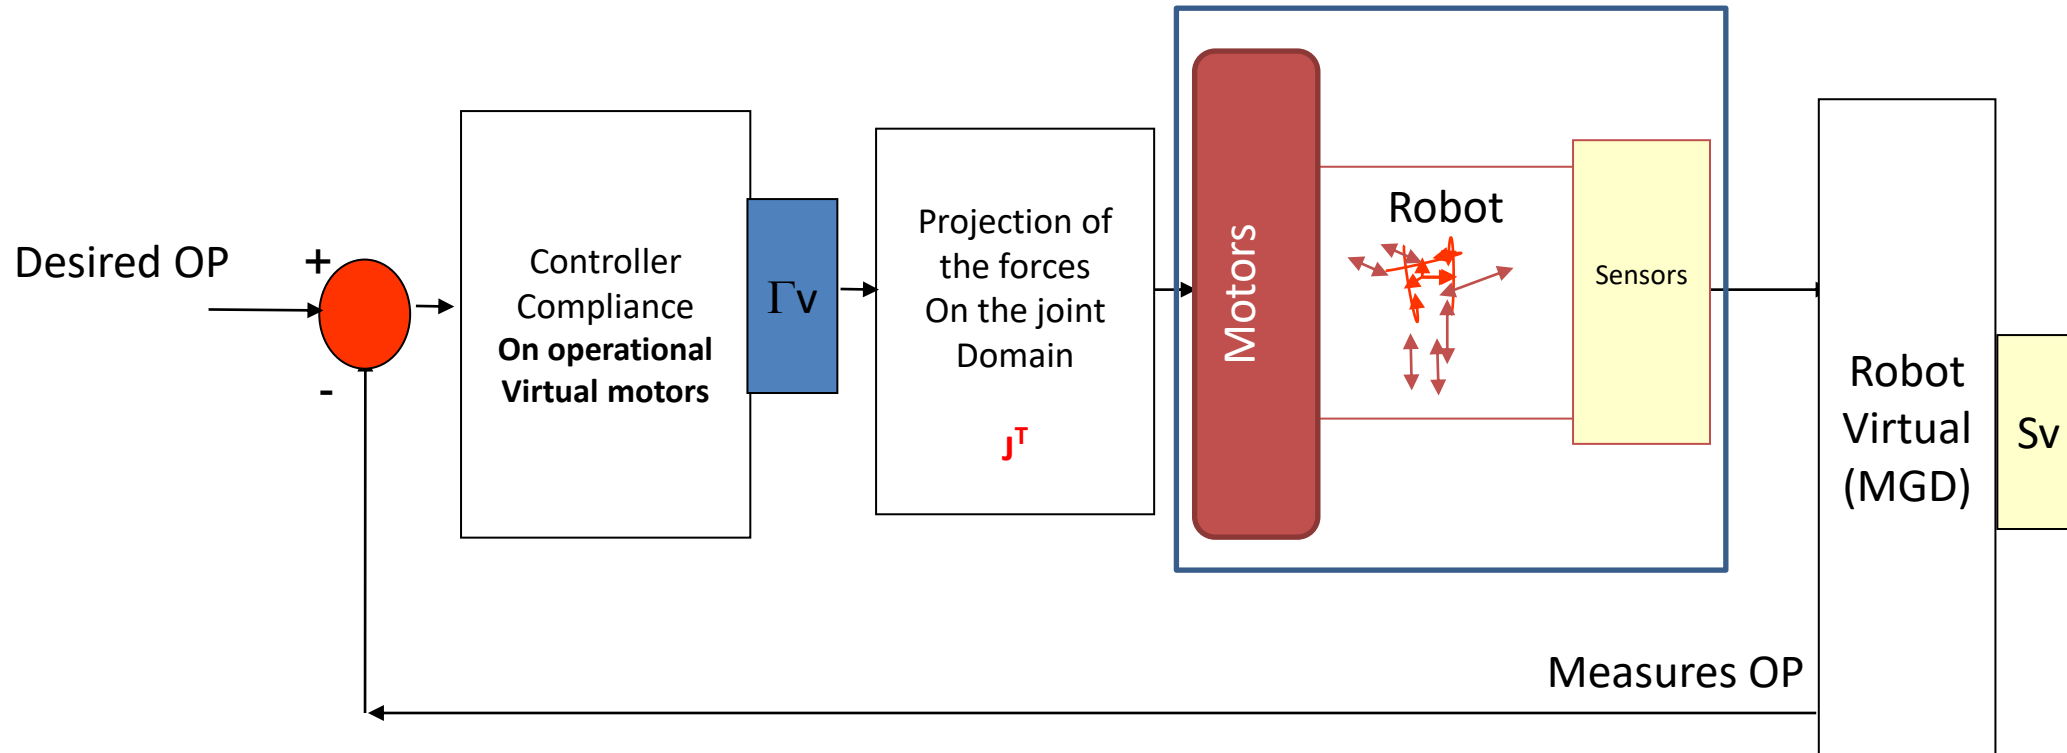 Desired OP
+
-
Controller
Compliance
On operational
Virtual motors
Γv
Projection of
the forces
On the joint
Domain
J^T
Motors
Robot
Sensors
Robot
Virtual
(MGD)
Sv
Measures OP